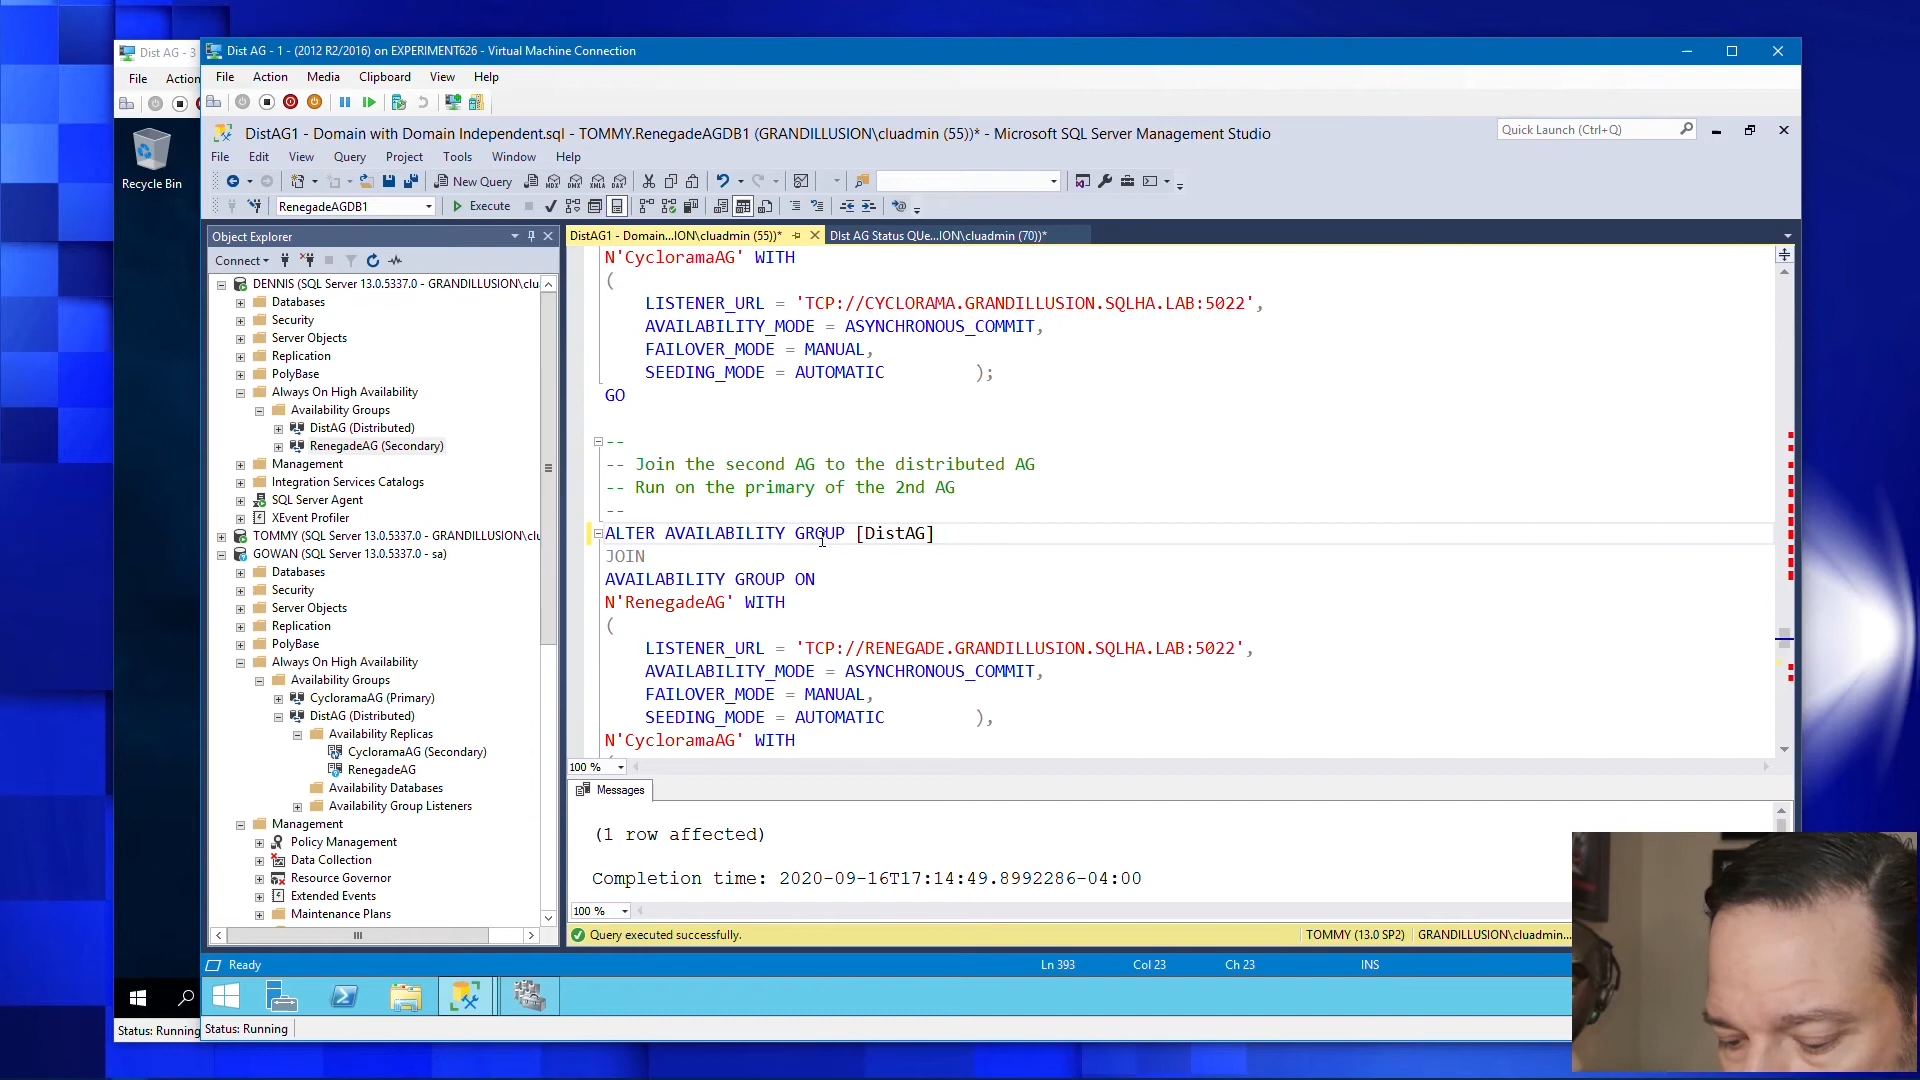 Dist AG - 3
File
Action
Recycle Bin
Status: Running
Dist AG - 1 - (2012 R2/2016) on EXPERIMENT626 - Virtual Machine Connection
File Action Media Clipboard View Help
DistAG1 - Domain with Domain Independent.sql - TOMMY.RenegadeAGDB1 (GRANDILLUSION\cluadmin (55))* - Microsoft SQL Server Management Studio
Quick Launch (Ctrl+Q)
File Edit View Query Project Tools Window Help
New Query
RenegadeAGDB1
Execute
Object Explorer
Connect
DENNIS (SQL Server 13.0.5337.0 - GRANDILLUSION\clu
Databases
Security
Server Objects
Replication
PolyBase
Always On High Availability
Availability Groups
DistAG (Distributed)
RenegadeAG (Secondary)
Management
Integration Services Catalogs
SQL Server Agent
XEvent Profiler
TOMMY (SQL Server 13.0.5337.0 - GRANDILLUSION\clu
GOWAN (SQL Server 13.0.5337.0 - sa)
Databases
Security
Server Objects
Replication
PolyBase
Always On High Availability
Availability Groups
CycloramaAG (Primary)
DistAG (Distributed)
Availability Replicas
CycloramaAG (Secondary)
RenegadeAG
Availability Databases
Availability Group Listeners
Management
Policy Management
Data Collection
Resource Governor
Extended Events
Maintenance Plans
DistAG1 - Domain...ION\cluadmin (55))*
DIst AG Status QUe...ION\cluadmin (70))*
N'CycloramaAG' WITH
(
LISTENER_URL = 'TCP://CYCLORAMA.GRANDILLUSION.SQLHA.LAB:5022',
AVAILABILITY_MODE = ASYNCHRONOUS_COMMIT,
FAILOVER_MODE = MANUAL,
SEEDING_MODE = AUTOMATIC );
GO
--
-- Join the second AG to the distributed AG
-- Run on the primary of the 2nd AG
--
ALTER AVAILABILITY GROUP [DistAG]
JOIN
AVAILABILITY GROUP ON
N'RenegadeAG' WITH
(
LISTENER_URL = 'TCP://RENEGADE.GRANDILLUSION.SQLHA.LAB:5022',
AVAILABILITY_MODE = ASYNCHRONOUS_COMMIT,
FAILOVER_MODE = MANUAL,
SEEDING_MODE = AUTOMATIC ),
N'CycloramaAG' WITH
100 %
Messages
(1 row affected)
Completion time: 2020-09-16T17:14:49.8992286-04:00
100 %
Query executed successfully.
TOMMY (13.0 SP2)
GRANDILLUSION\cluadmin...
Ready
Ln 393
Col 23
Ch 23
INS
Status: Running